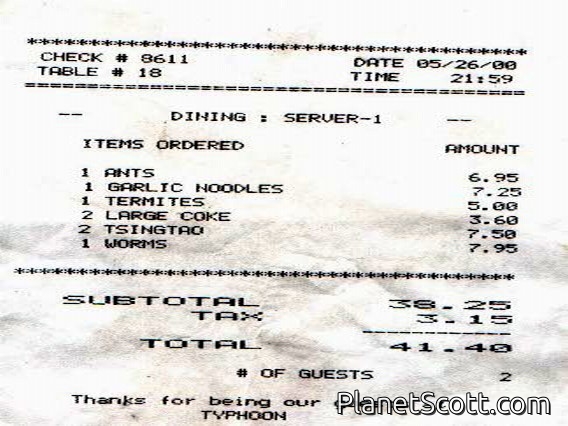 ************************************************
CHECK # 8611 DATE 05/26/00
TABLE # 18 TIME 21:59
================================================
-- DINING : SERVER-1 --
ITEMS ORDERED AMOUNT
1 ANTS 6.95
1 GARLIC NOODLES 7.25
1 TERMITES 5.00
2 LARGE COKE 3.60
2 TSINGTAO 7.50
1 WORMS 7.95
************************************************
SUBTOTAL 38.25
TAX 3.15
TOTAL 41.40
# OF GUESTS 2
Thanks for being our
TYPHOON
PlanetScott.com